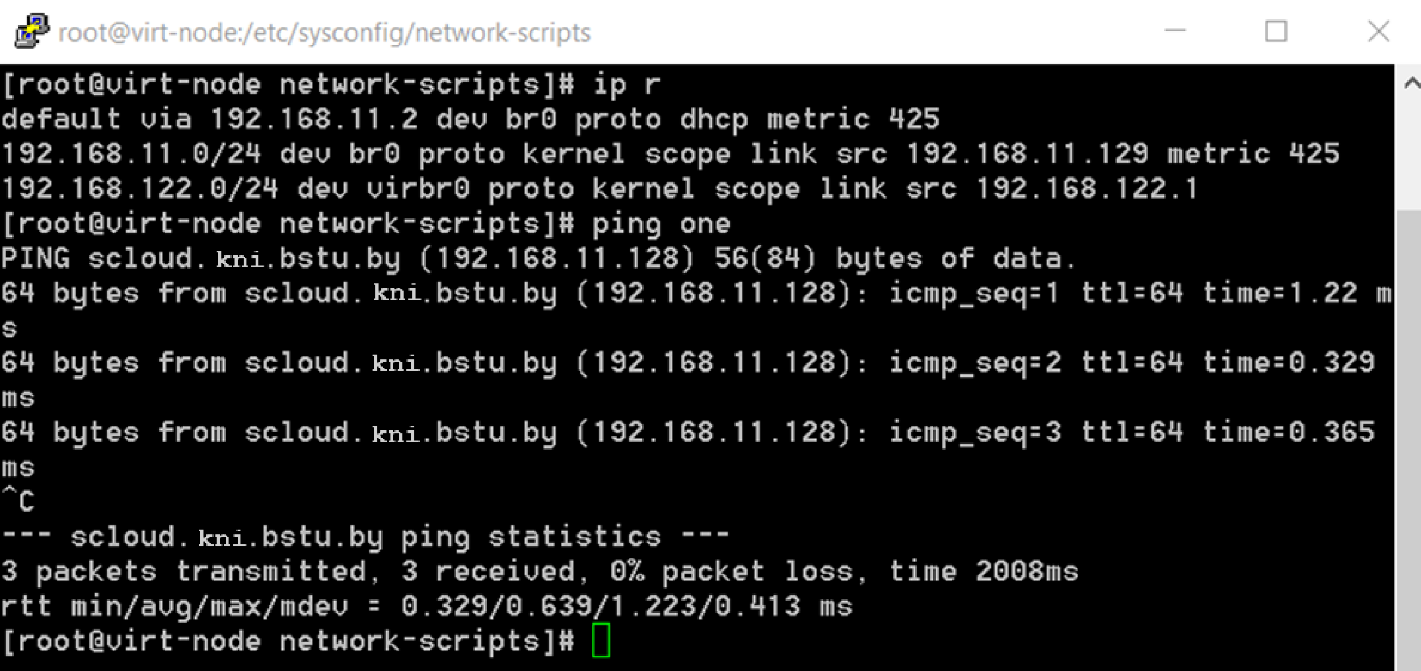 root@virt-node:/etc/sysconfig/network-scripts
[root@virt-node network-scripts]# ip r
default via 192.168.11.2 dev br0 proto dhcp metric 425
192.168.11.0/24 dev br0 proto kernel scope link src 192.168.11.129 metric 425
192.168.122.0/24 dev virbr0 proto kernel scope link src 192.168.122.1
[root@virt-node network-scripts]# ping one
PING scloud.kni.bstu.by (192.168.11.128) 56(84) bytes of data.
64 bytes from scloud.kni.bstu.by (192.168.11.128): icmp_seq=1 ttl=64 time=1.22 m
s
64 bytes from scloud.kni.bstu.by (192.168.11.128): icmp_seq=2 ttl=64 time=0.329
ms
64 bytes from scloud.kni.bstu.by (192.168.11.128): icmp_seq=3 ttl=64 time=0.365
ms
^C
--- scloud.kni.bstu.by ping statistics ---
3 packets transmitted, 3 received, 0% packet loss, time 2008ms
rtt min/avg/max/mdev = 0.329/0.639/1.223/0.413 ms
[root@virt-node network-scripts]#